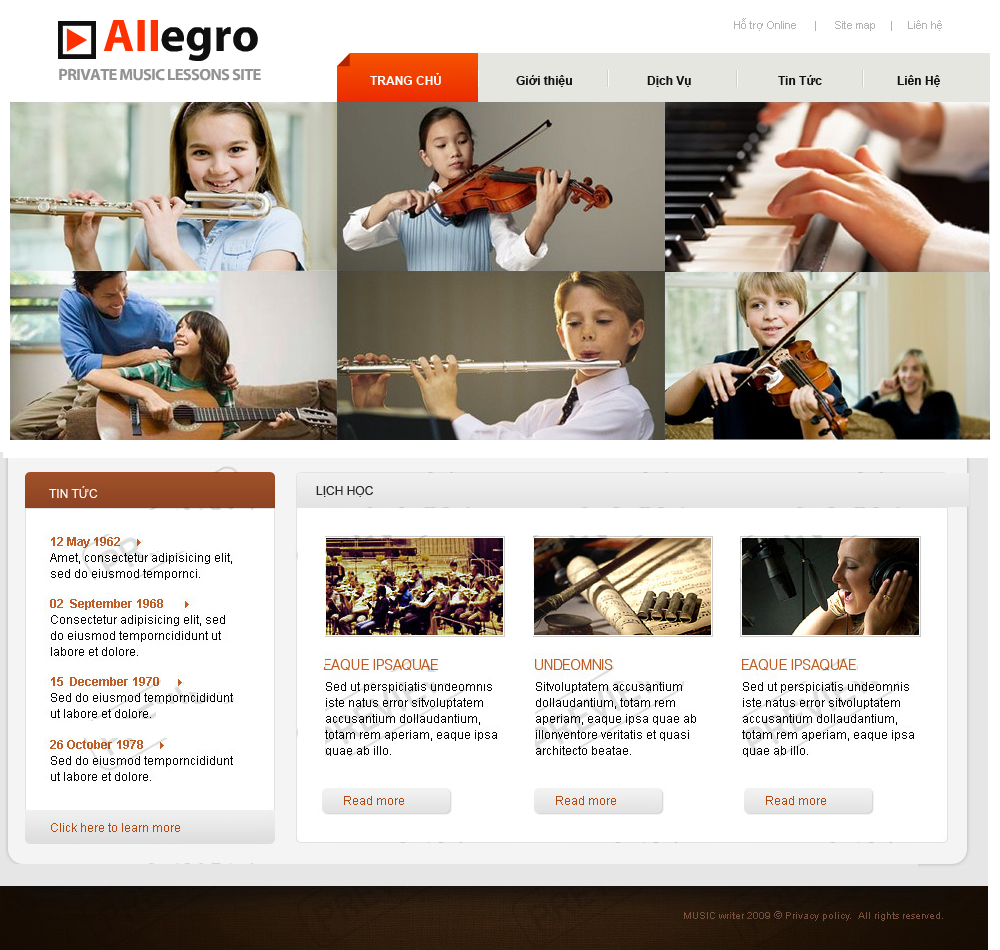 Allegro
PRIVATE MUSIC LESSONS SITE
Hỗ trợ Online | Site map | Liên hệ
TRANG CHỦ Giới thiệu Dịch Vụ Tin Tức Liên Hệ
TIN TỨC
12 May 1962
Amet, consectetur adipisicing elit,
sed do eiusmod tempornci.
02 September 1968
Consectetur adipisicing elit, sed
do eiusmod temporncididunt ut
labore et dolore.
15 December 1970
Sed do eiusmod temporncididunt
ut labore et dolore.
26 October 1978
Sed do eiusmod temporncididunt
ut labore et dolore.
Click here to learn more
LỊCH HỌC
EAQUE IPSAQUAE
Sed ut perspiciatis undeomnis
iste natus error sitvoluptatem
accusantium dollaudantium,
totam rem aperiam, eaque ipsa
quae ab illo.
Read more
UNDEOMNIS
Sitvoluptatem accusantium
dollaudantium, totam rem
aperiam, eaque ipsa quae ab
illonventore veritatis et quasi
architecto beatae.
Read more
EAQUE IPSAQUAE
Sed ut perspiciatis undeomnis
iste natus error sitvoluptatem
accusantium dollaudantium,
totam rem aperiam, eaque ipsa
quae ab illo.
Read more
MUSIC writer 2009 © Privacy policy. All rights reserved.